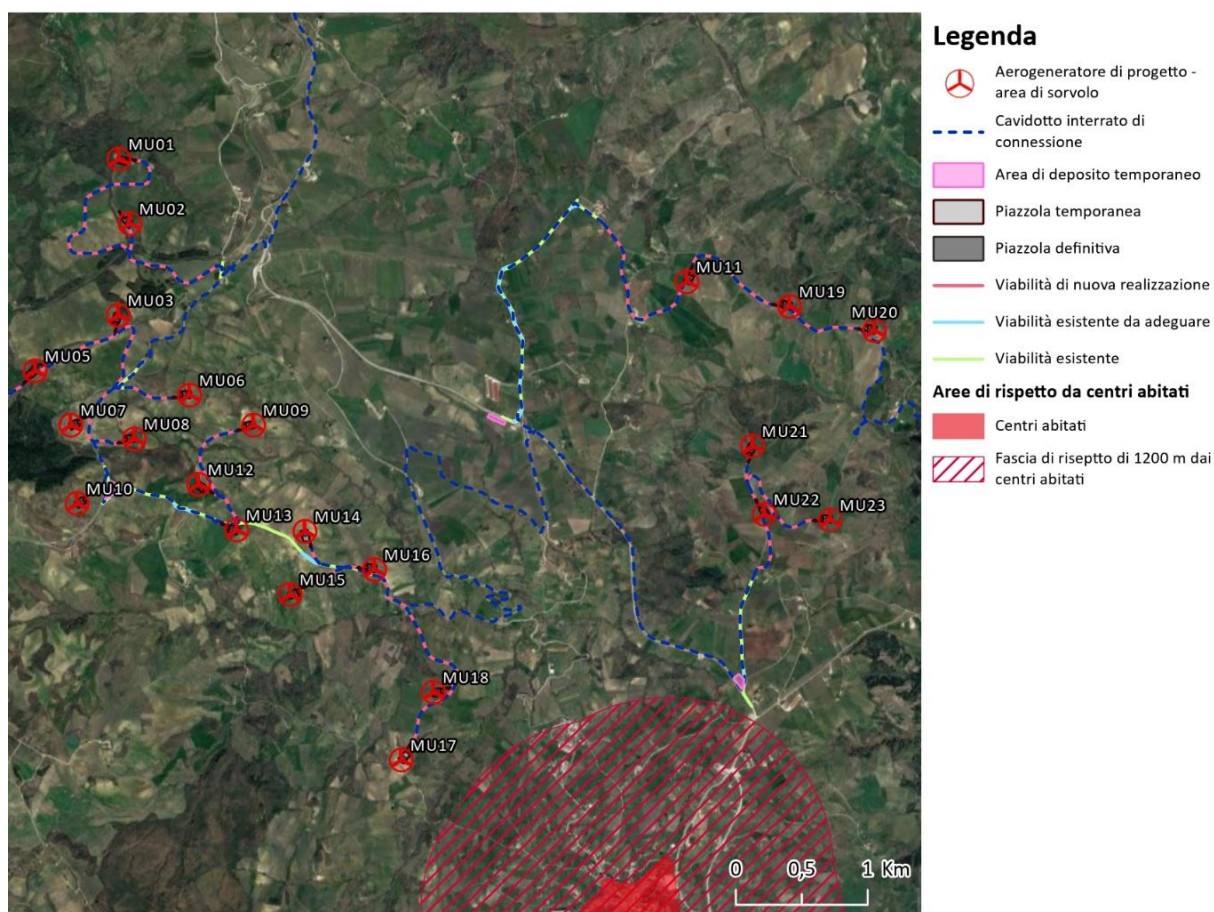 MU01
MU02
MU03
MU05
MU06
MU07
MU08
MU09
MU10
MU12
MU13
MU14
MU15
MU16
MU18
MU17
MU11
MU19
MU20
MU21
MU22
MU23
0 0,5 1 Km
Legenda
Aerogeneratore di progetto -
area di sorvolo
Cavidotto interrato di
connessione
Area di deposito temporaneo
Piazzola temporanea
Piazzola definitiva
Viabilità di nuova realizzazione
Viabilità esistente da adeguare
Viabilità esistente
Aree di rispetto da centri abitati
Centri abitati
Fascia di riseptto di 1200 m dai
centri abitati